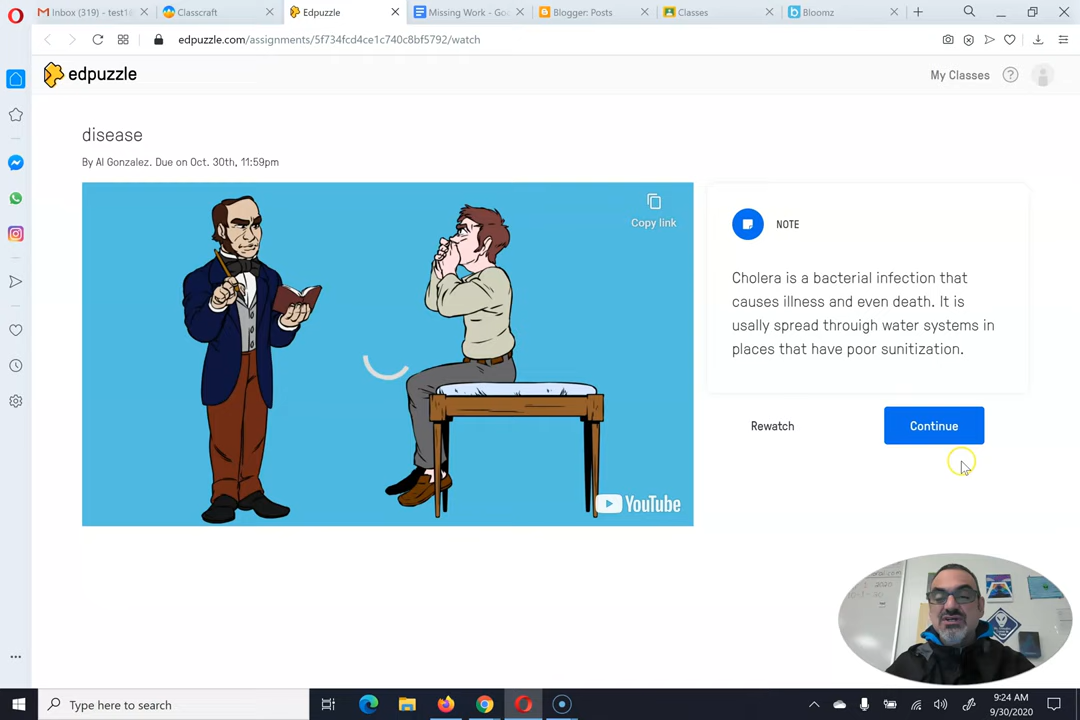 Inbox (319) - test1
Classcraft
Edpuzzle
Missing Work - Go
Blogger: Posts
Classes
Bloomz
edpuzzle.com/assignments/5f734fcd4ce1c740c8bf5792/watch
edpuzzle
My Classes
disease
By Al Gonzalez. Due on Oct. 30th, 11:59pm
Copy link
YouTube
NOTE
Cholera is a bacterial infection that
causes illness and even death. It is
usally spread throuigh water systems in
places that have poor sunitization.
Rewatch
Continue
Type here to search
9:24 AM
9/30/2020